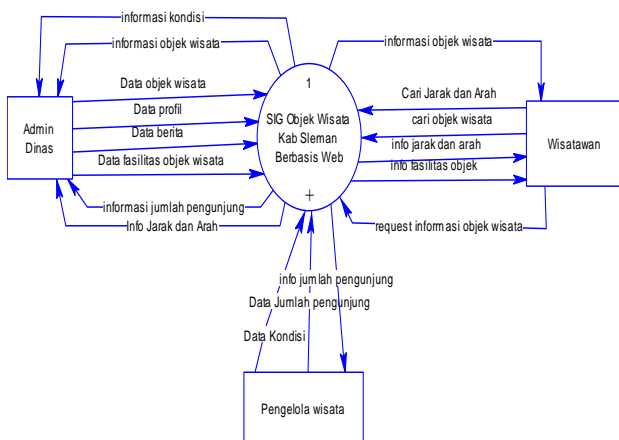 informasi kondisi
informasi objek wisata
informasi objek wisata
Data objek wisata
1
Cari Jarak dan Arah
Data profil
Admin
Dinas
SIG Objek Wisata
Kab Sleman
Berbasis Web
cari objek wisata
Wisatawan
Data berita
info jarak dan arah
Data fasilitas objek wisata
info fasilitas objek
+
informasi jumlah pengunjung
Info Jarak dan Arah
request informasi objek wisata
info jumlah pengunjung
Data Jumlah pengunjung
Data Kondisi
Pengelola wisata